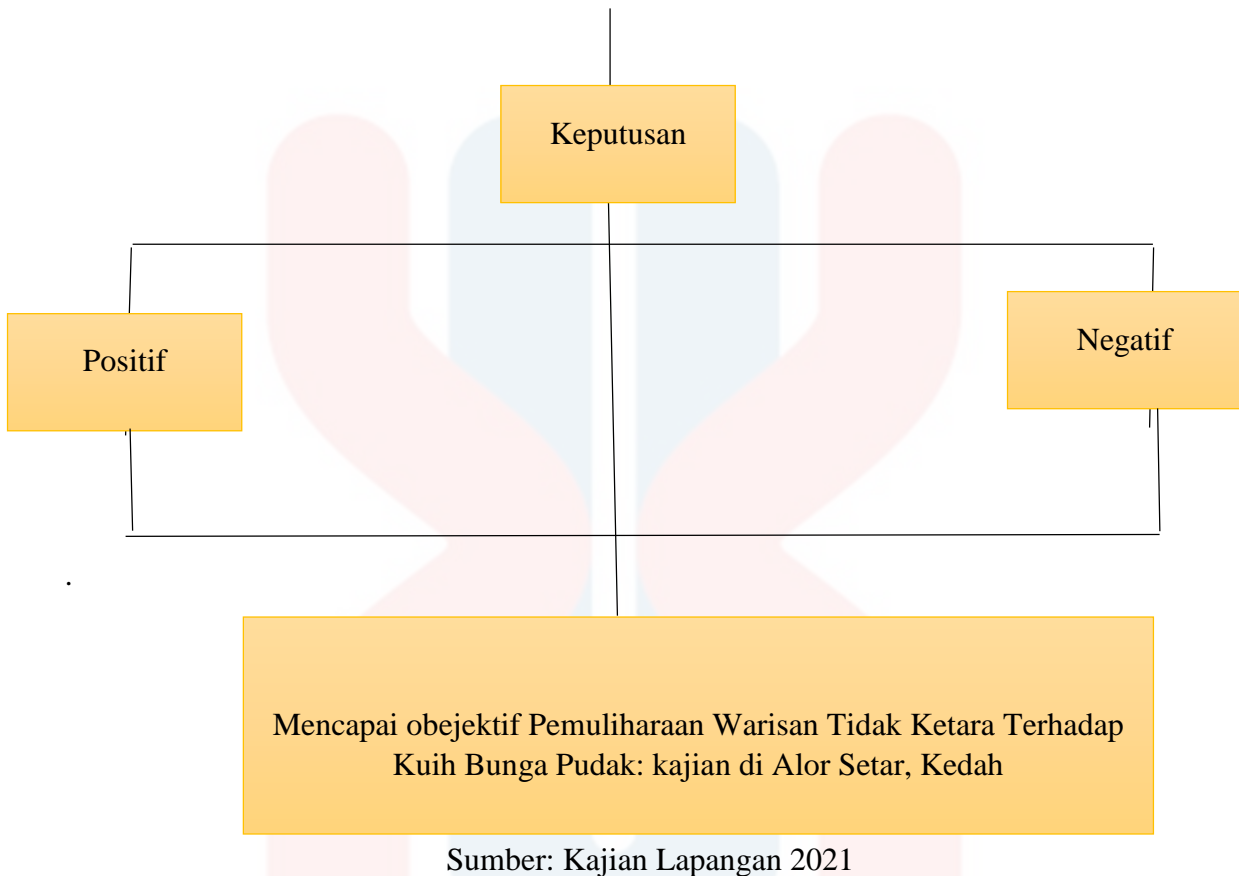 Keputusan
Positif
Negatif
.
Mencapai obejektif Pemuliharaan Warisan Tidak Ketara Terhadap
Kuih Bunga Pudak: kajian di Alor Setar, Kedah
Sumber: Kajian Lapangan 2021